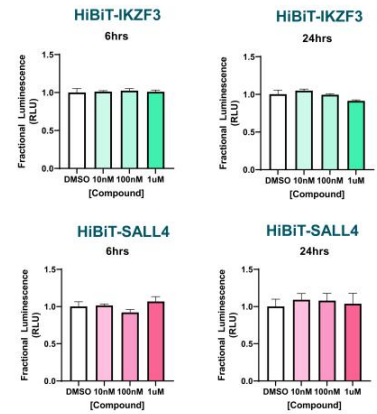 HiBiT-IKZF3
6hrs
Fractional Luminescence
(RLU)
1.5
1.0
0.5
0.0
DMSO 10nM 100nM 1uM
[Compound]
HiBiT-IKZF3
24hrs
Fractional Luminescence
(RLU)
1.5
1.0
0.5
0.0
DMSO 10nM 100nM 1uM
[Compound]
HiBiT-SALL4
6hrs
Fractional Luminescence
(RLU)
1.5
1.0
0.5
0.0
DMSO 10nM 100nM 1uM
[Compound]
HiBiT-SALL4
24hrs
Fractional Luminescence
(RLU)
1.5
1.0
0.5
0.0
DMSO 10nM 100nM 1uM
[Compound]